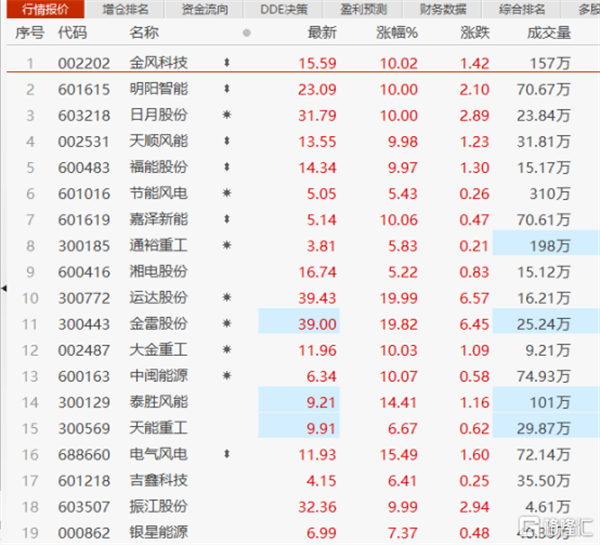 行情报价 增仓排名 资金流向 DDE决策 盈利预测 财务数据 综合排名 多股
序号 代码 名称 最新 涨幅% 涨跌 成交量
1 002202 金风科技 15.59 10.02 1.42 157万
2 601615 明阳智能 23.09 10.00 2.10 70.67万
3 603218 日月股份 31.79 10.00 2.89 23.84万
4 002531 天顺风能 13.55 9.98 1.23 31.81万
5 600483 福能股份 14.34 9.97 1.30 15.17万
6 601016 节能风电 5.05 5.43 0.26 310万
7 601619 嘉泽新能 5.14 10.06 0.47 70.61万
8 300185 通裕重工 3.81 5.83 0.21 198万
9 600416 湘电股份 16.74 5.22 0.83 15.12万
10 300772 运达股份 39.43 19.99 6.57 16.21万
11 300443 金雷股份 39.00 19.82 6.45 25.24万
12 002487 大金重工 11.96 10.03 1.09 9.21万
13 600163 中闽能源 6.34 10.07 0.58 74.93万
14 300129 泰胜风能 9.21 14.41 1.16 101万
15 300569 天能重工 9.91 6.67 0.62 29.87万
16 688660 电气风电 11.93 15.49 1.60 72.14万
17 601218 吉鑫科技 4.15 6.41 0.25 35.50万
18 603507 振江股份 32.36 9.99 2.94 4.61万
19 000862 银星能源 6.99 7.37 0.48
格隆汇